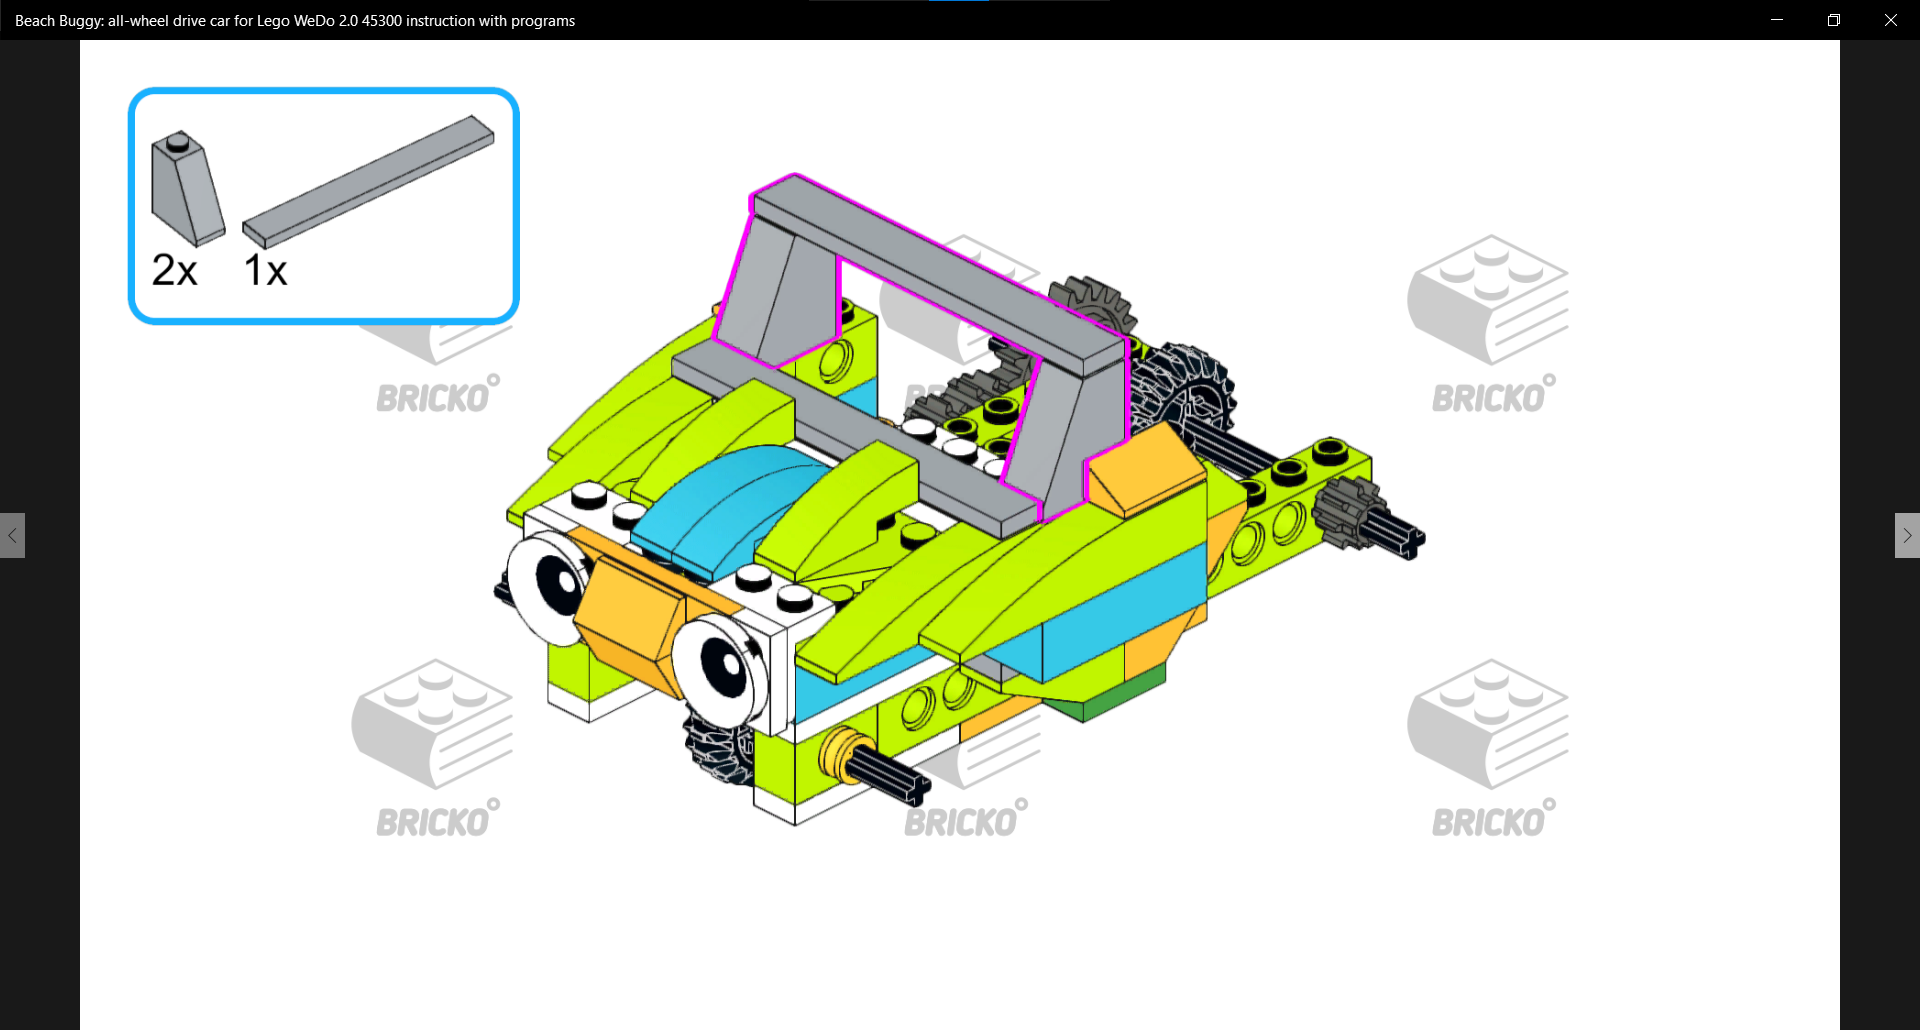 Beach Buggy: all-wheel drive car for Lego WeDo 2.0 45300 instruction with programs
2x 1x
BRICKO
BR
BRICKO
BRICKO
BRICKO
BRICKO